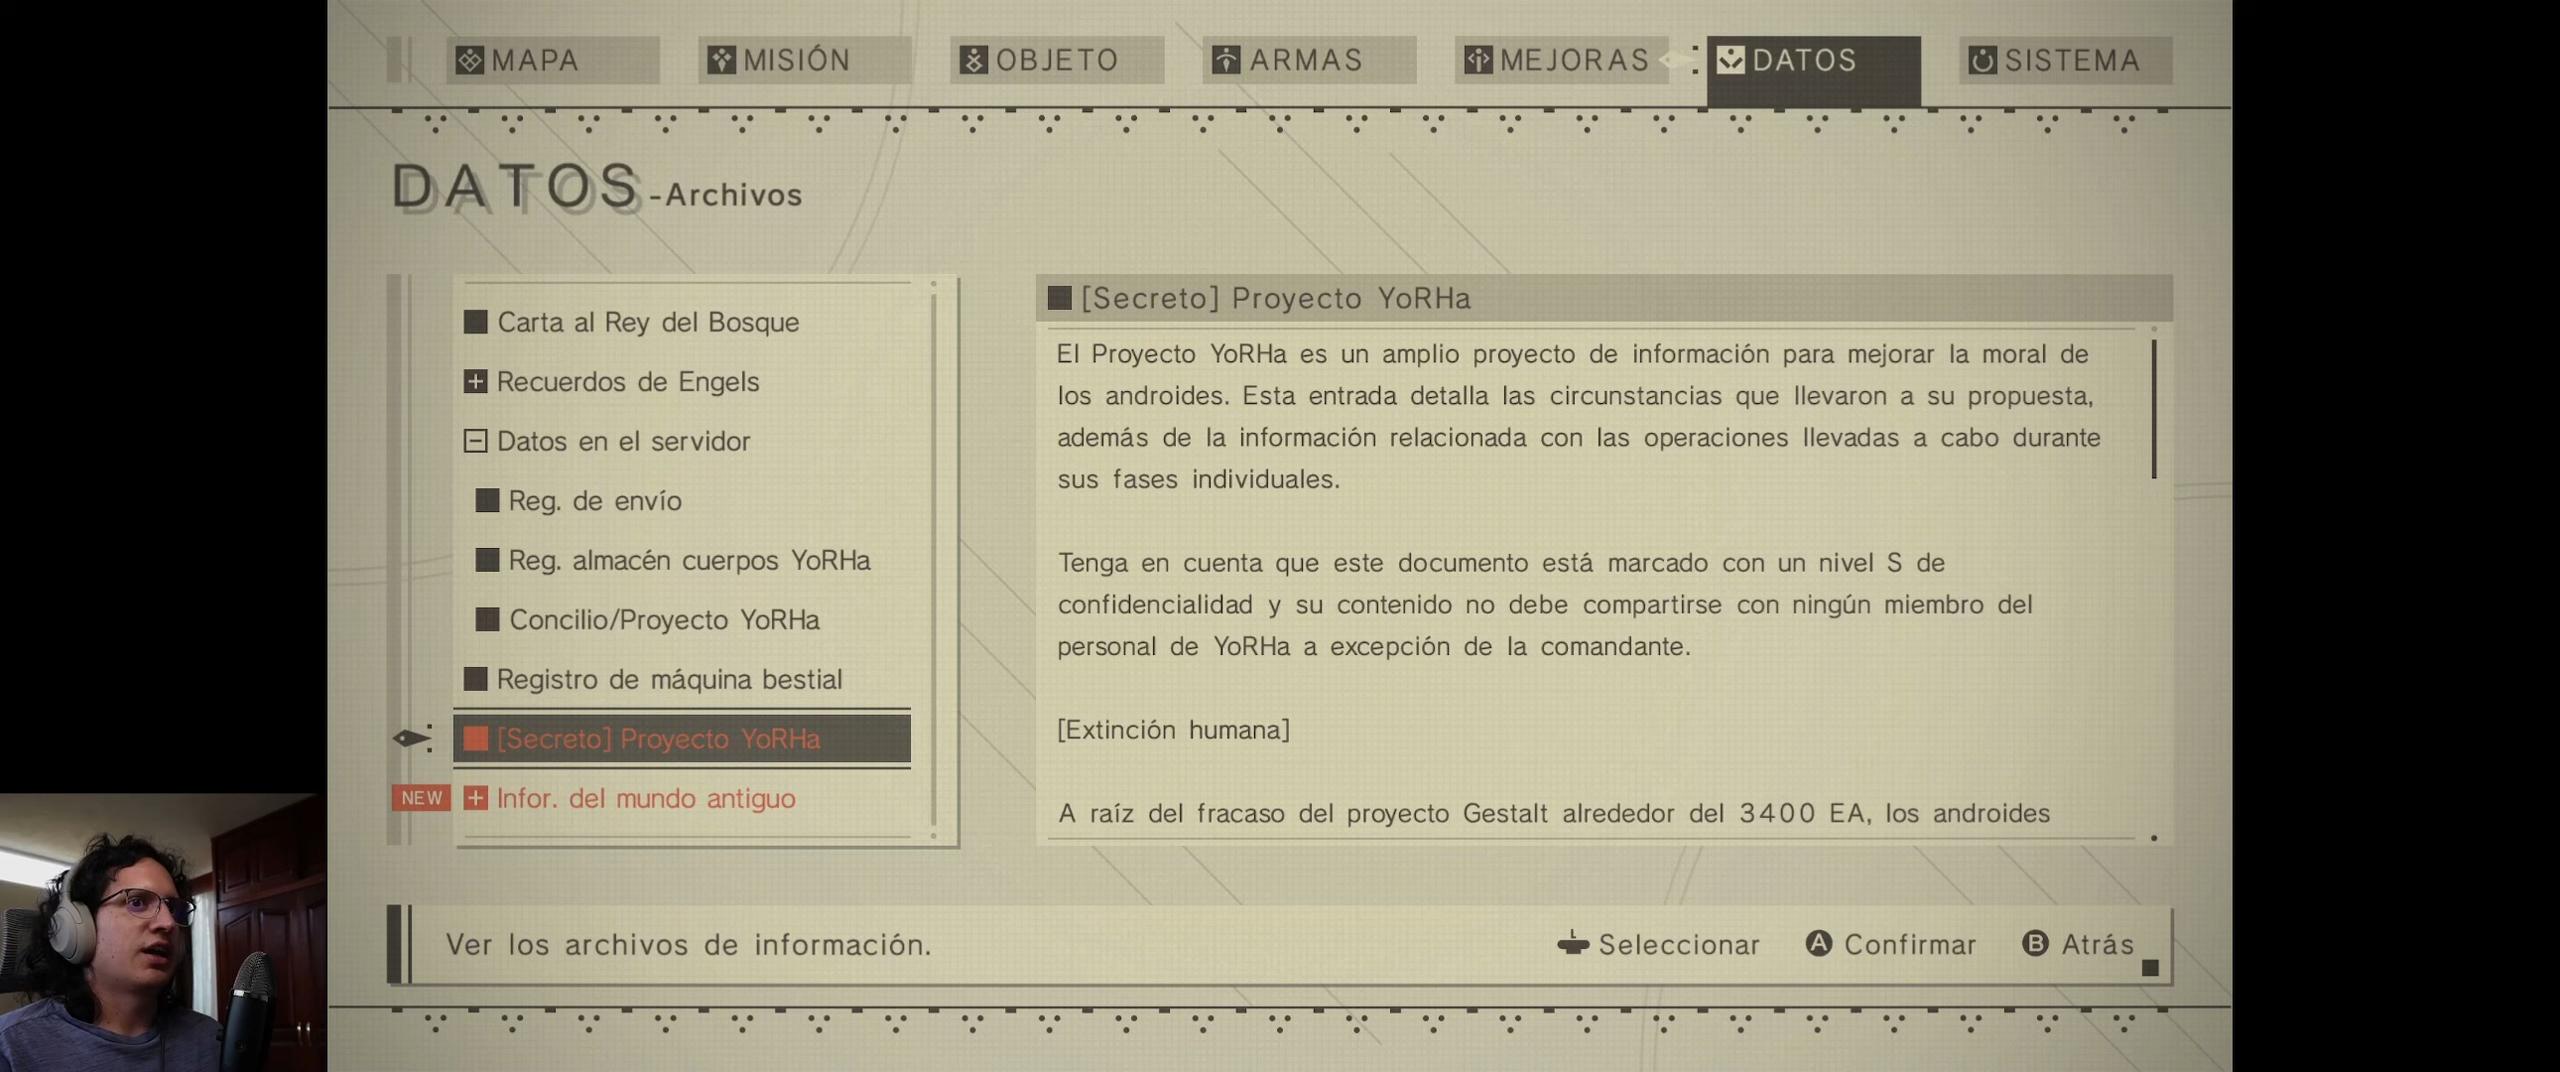 MAPA
MISIÓN
OBJETO
ARMAS
MEJORAS
DATOS
SISTEMA
DATOS -Archivos
Carta al Rey del Bosque
Recuerdos de Engels
Datos en el servidor
Reg. de envío
Reg. almacén cuerpos YoRHa
Concilio/Proyecto YoRHa
Registro de máquina bestial
[Secreto] Proyecto YoRHa
NEW Infor. del mundo antiguo
[Secreto] Proyecto YoRHa
El Proyecto YoRHa es un amplio proyecto de información para mejorar la moral de
los androides. Esta entrada detalla las circunstancias que llevaron a su propuesta,
además de la información relacionada con las operaciones llevadas a cabo durante
sus fases individuales.
Tenga en cuenta que este documento está marcado con un nivel S de
confidencialidad y su contenido no debe compartirse con ningún miembro del
personal de YoRHa a excepción de la comandante.
[Extinción humana]
A raíz del fracaso del proyecto Gestalt alrededor del 3400 EA, los androides
Ver los archivos de información.
L Seleccionar
A Confirmar
B Atrás